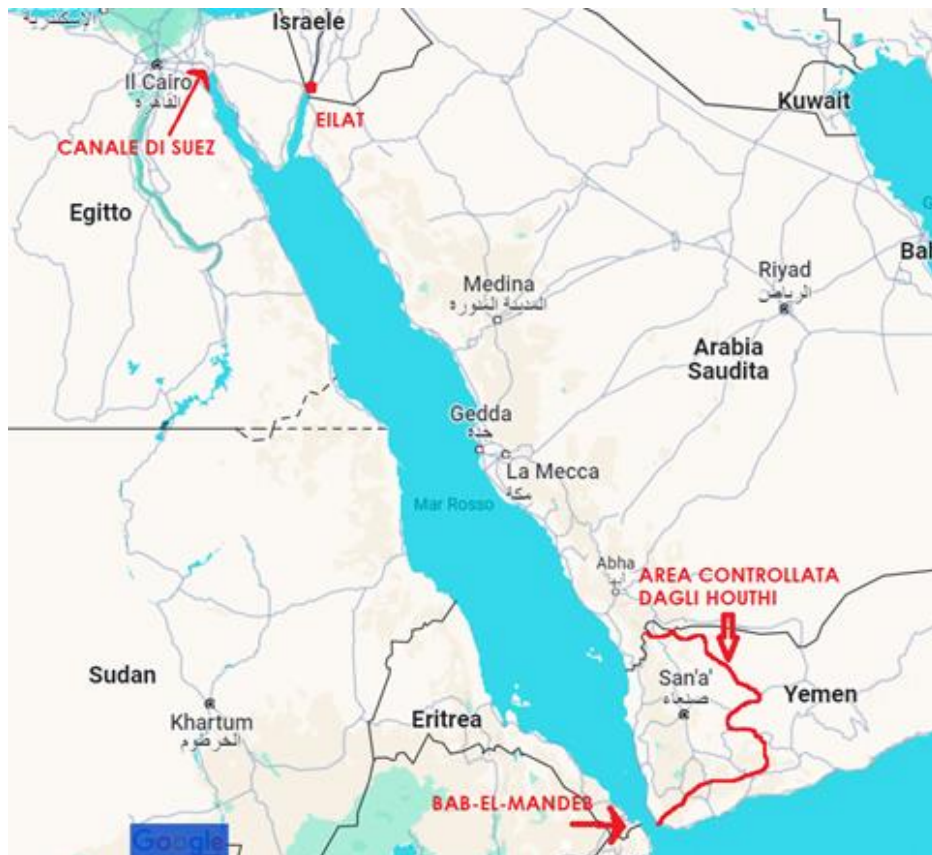 الإسكندرية
Israele
Il Cairo
القاهرة
EILAT
Kuwait
CANALE DI SUEZ
Egitto
Medina
المدينة المنورة
Riyad
الرياض
Arabia
Saudita
Gedda
جدة
La Mecca
مكة
Mar Rosso
Abha
أبها
AREA CONTROLLATA
DAGLI HOUTHI
San'a'
صنعاء
Yemen
Sudan
Khartum
الخرطوم
Eritrea
BAB-EL-MANDEB
Google